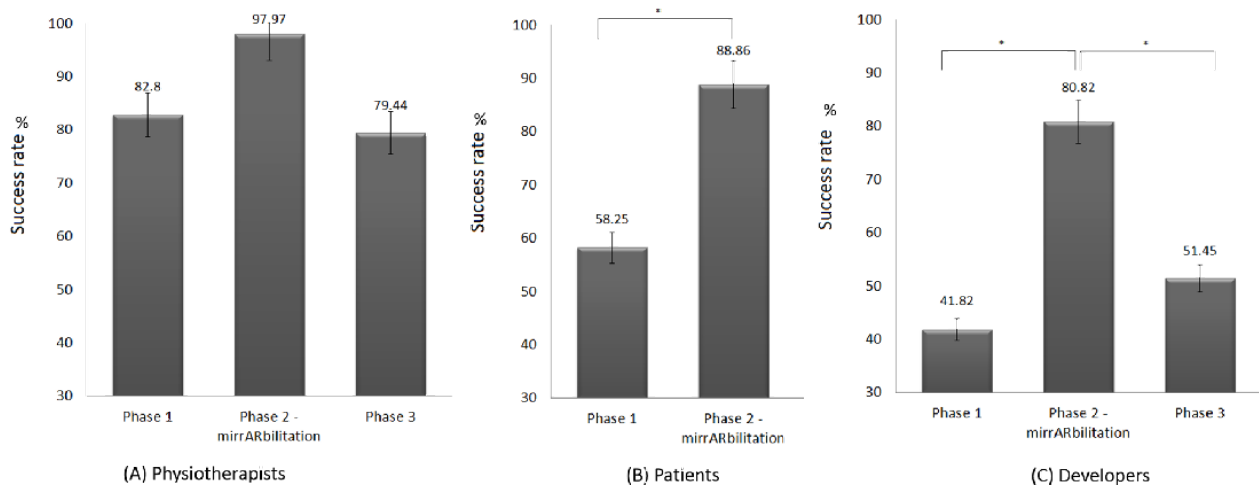 100
90
80
70
60
50
40
30
Success rate %
82.8
97.97
79.44
Phase 1
Phase 2 -
mirrARbilitation
Phase 3
(A) Physiotherapists
100
90
80
70
60
50
40
30
Success rate %
*
58.25
88.86
Phase 1
Phase 2 -
mirrARbilitation
(B) Patients
100
90
80
70
60
50
40
30
Success rate %
*
*
41.82
80.82
51.45
Phase 1
Phase 2 -
mirrARbilitation
Phase 3
(C) Developers